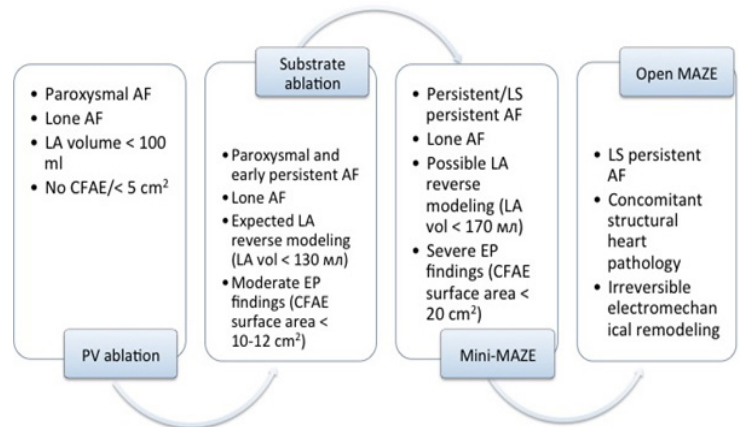 • Paroxysmal AF
• Lone AF
• LA volume < 100
ml
• No CFAE/< 5 cm²
PV ablation
Substrate
ablation
• Paroxysmal and
early persistent AF
• Lone AF
• Expected LA
reverse modeling
(LA vol < 130 мл)
• Moderate EP
findings (CFAE
surface area <
10-12 cm²)
• Persistent/LS
persistent AF
• Lone AF
• Possible LA
reverse
modeling (LA
vol < 170 мл)
• Severe EP
findings (CFAE
surface area <
20 cm²)
Mini-MAZE
Open MAZE
• LS persistent
AF
• Concomitant
structural
heart
pathology
• Irreversible
electromechan
ical remodeling